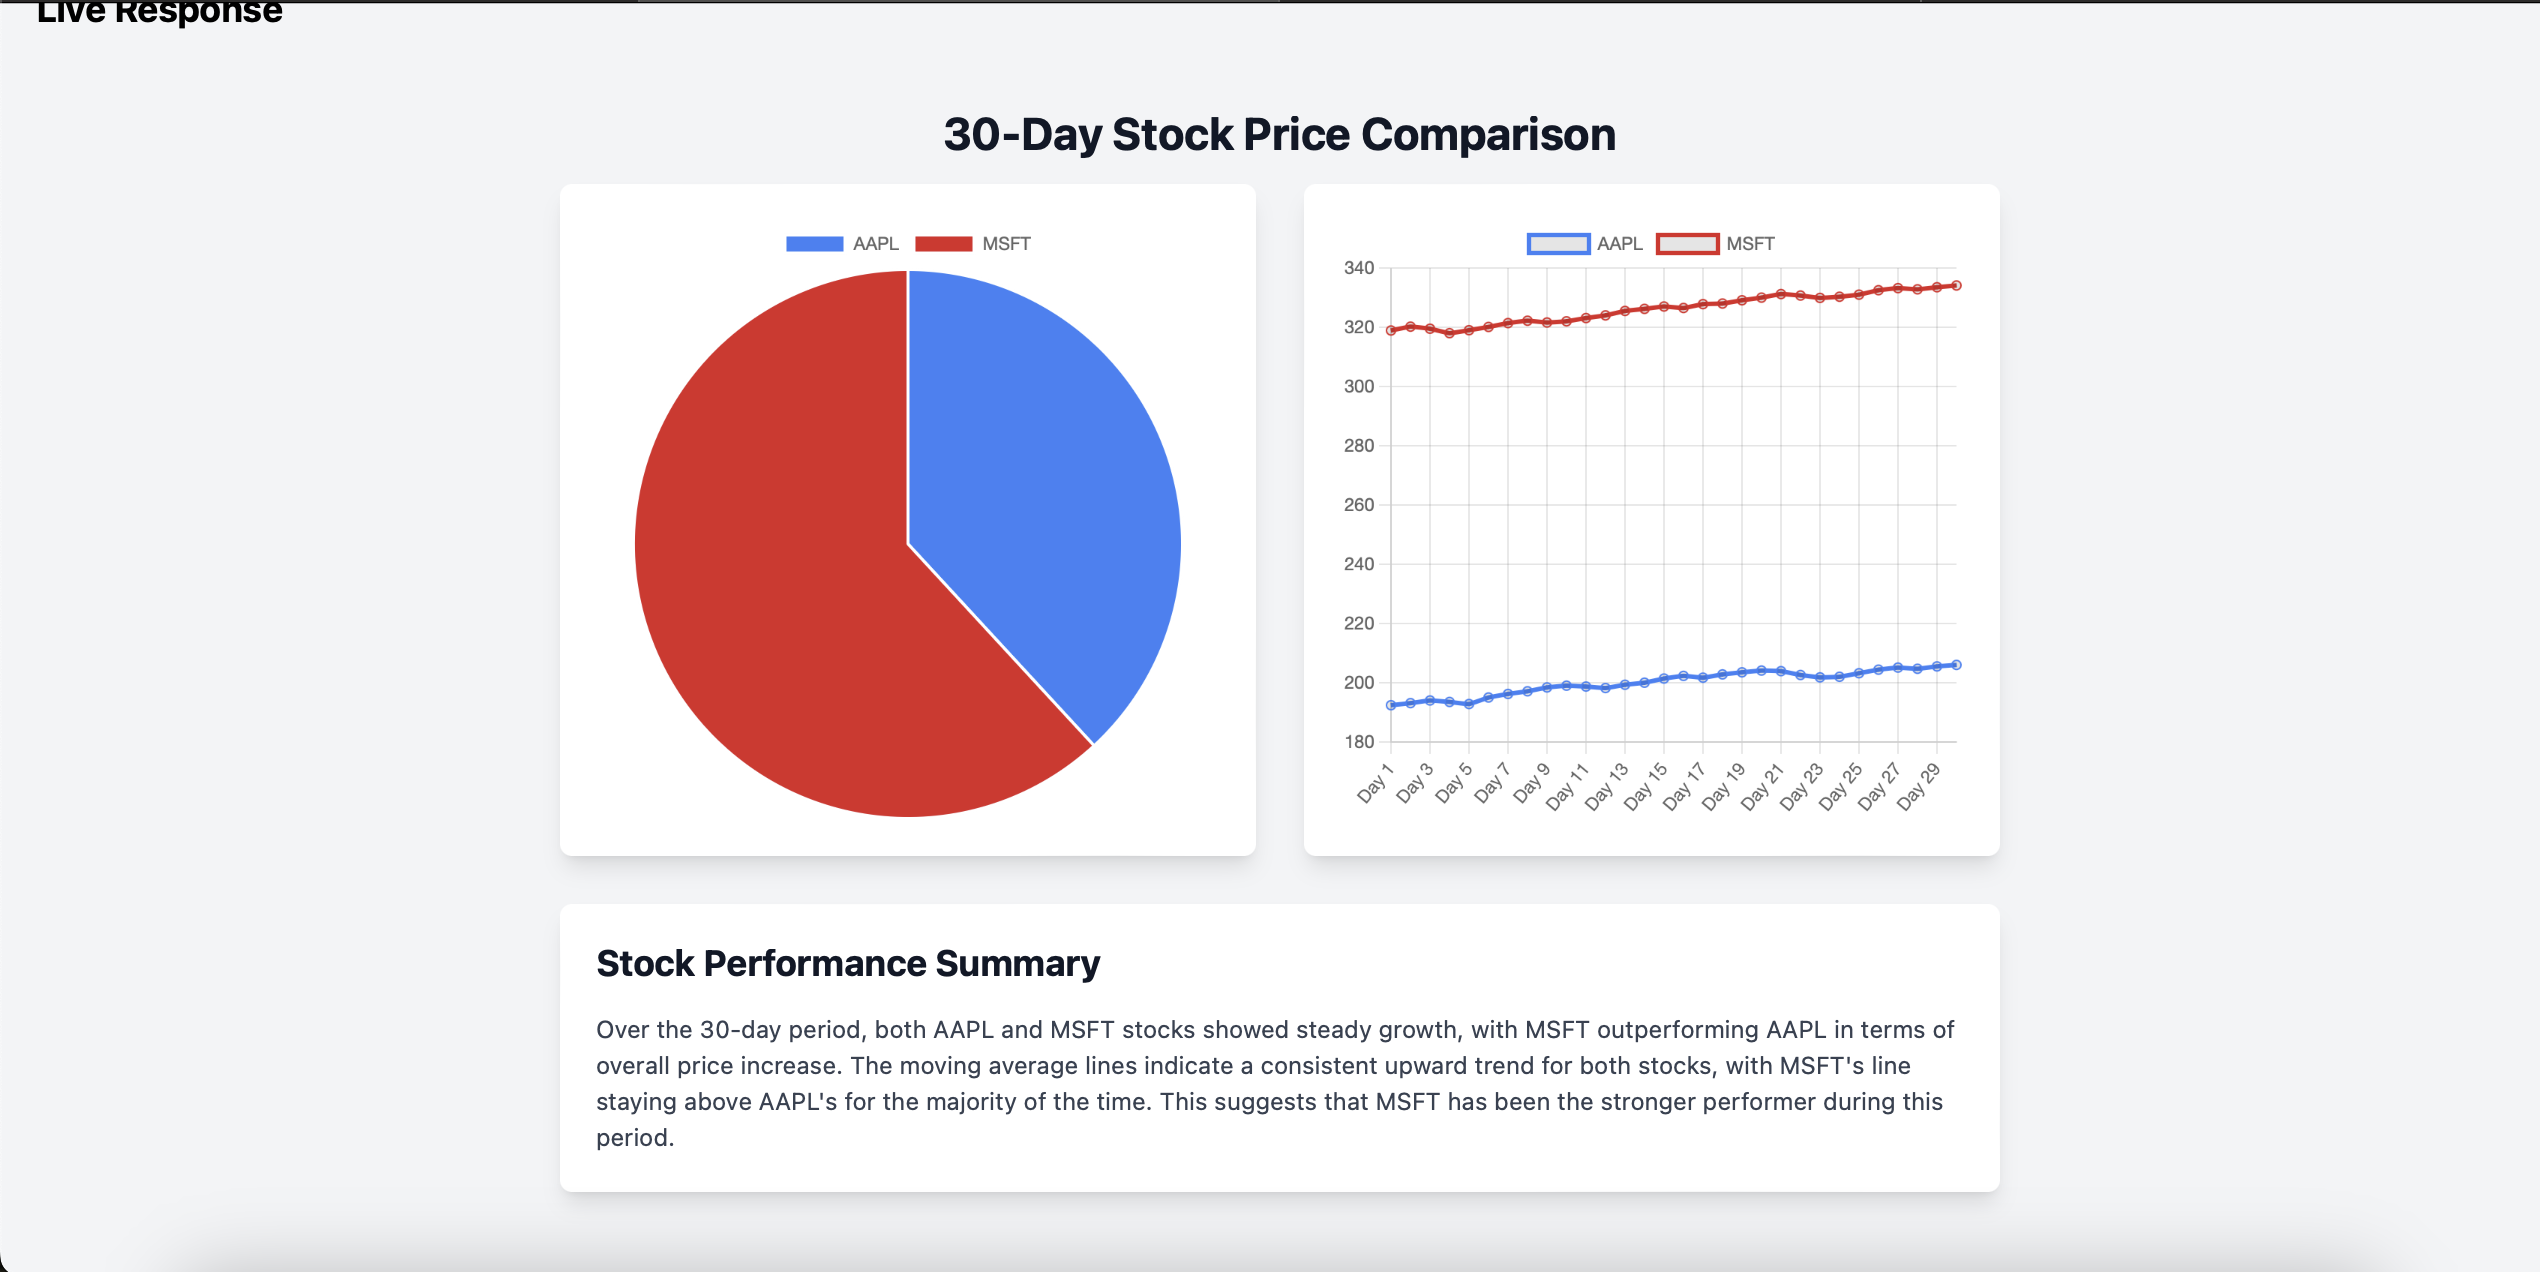 Live Response
30-Day Stock Price Comparison
AAPL MSFT
AAPL MSFT
340
320
300
280
260
240
220
200
180
Day 1 Day 3 Day 5 Day 7 Day 9 Day 11 Day 13 Day 15 Day 17 Day 19 Day 21 Day 23 Day 25 Day 27 Day 29
Stock Performance Summary
Over the 30-day period, both AAPL and MSFT stocks showed steady growth, with MSFT outperforming AAPL in terms of
overall price increase. The moving average lines indicate a consistent upward trend for both stocks, with MSFT's line
staying above AAPL's for the majority of the time. This suggests that MSFT has been the stronger performer during this
period.